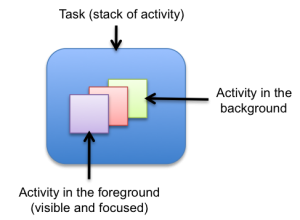 Task (stack of activity)
Activity in the
background
Activity in the foreground
(visible and focused)